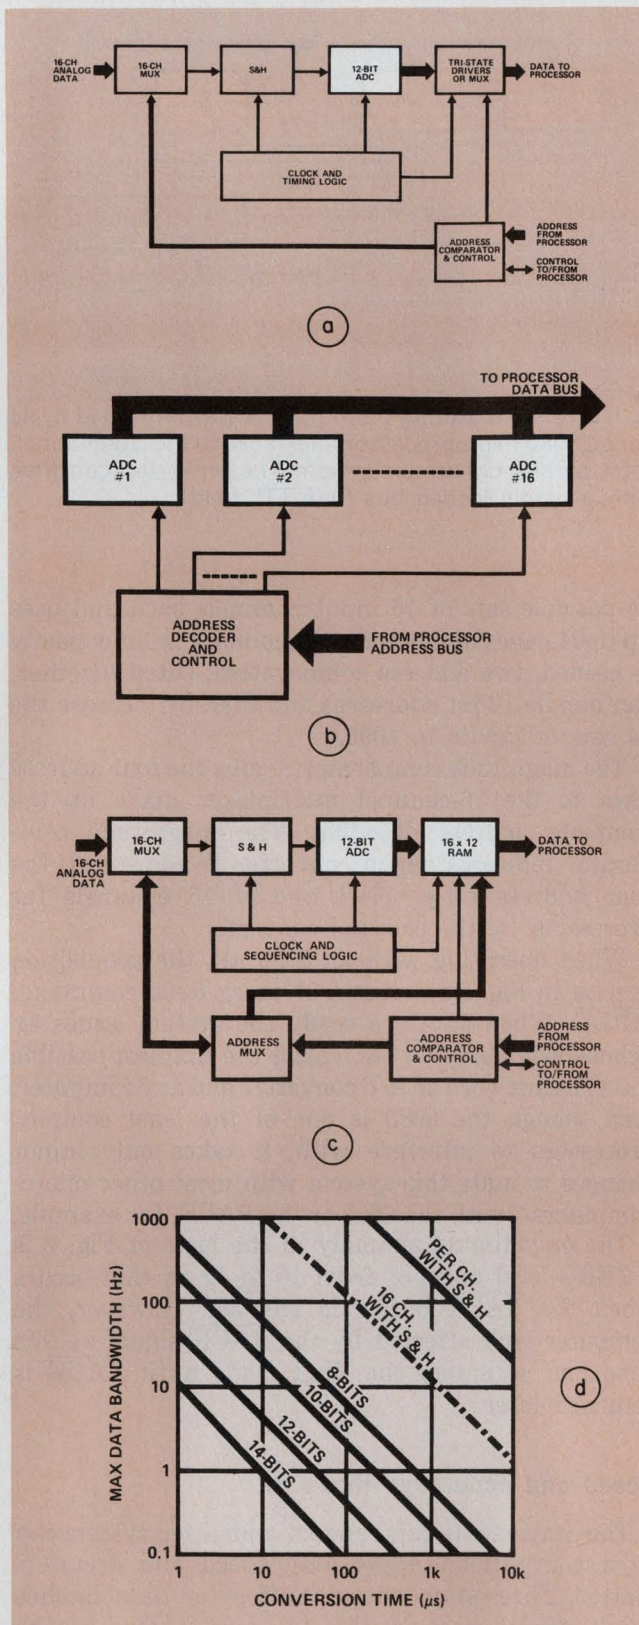 16-CH
ANALOG
DATA
16-CH
MUX
S&H
12-BIT
ADC
TRI-STATE
DRIVERS
OR MUX
DATA TO
PROCESSOR
CLOCK AND
TIMING LOGIC
ADDRESS
COMPARATOR
& CONTROL
ADDRESS
FROM
PROCESSOR
CONTROL
TO/FROM
PROCESSOR
a
TO PROCESSOR
DATA BUS
ADC
#1
ADC
#2
ADC
#16
ADDRESS
DECODER
AND
CONTROL
FROM PROCESSOR
ADDRESS BUS
b
16-CH
ANALOG
DATA
16-CH
MUX
S & H
12-BIT
ADC
16 x 12
RAM
DATA TO
PROCESSOR
CLOCK AND
SEQUENCING LOGIC
ADDRESS
MUX
ADDRESS
COMPARATOR
& CONTROL
ADDRESS
FROM
PROCESSOR
CONTROL
TO/FROM
PROCESSOR
c
MAX DATA BANDWIDTH (Hz)
1000
100
10
1
0.1
PER CH.
WITH S & H
16 CH.
WITH S & H
8-BITS
10-BITS
12-BITS
14-BITS
d
1
10
100
1k
10k
CONVERSION TIME (μs)